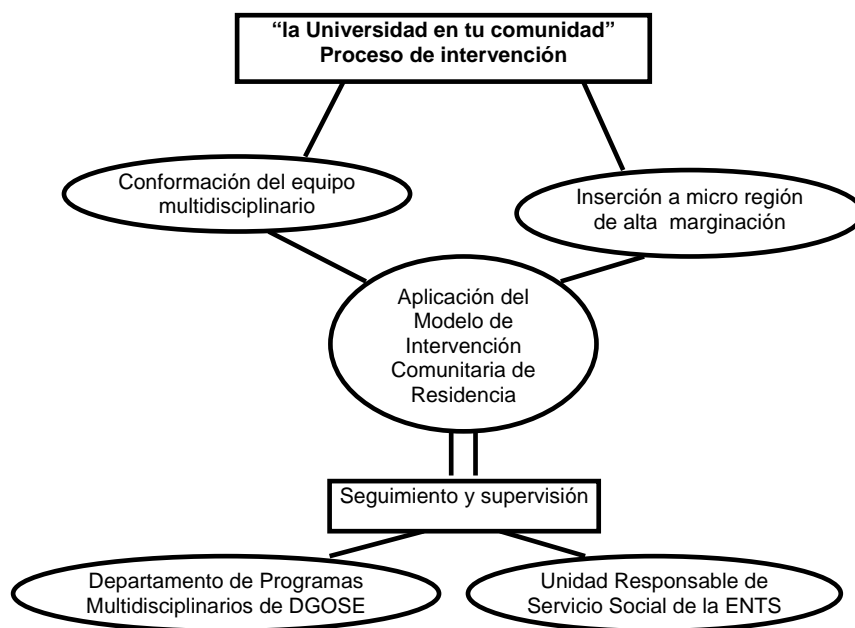 “la Universidad en tu comunidad”
Proceso de intervención
Conformación del equipo
multidisciplinario
Inserción a micro región
de alta marginación
Aplicación del
Modelo de
Intervención
Comunitaria de
Residencia
Seguimiento y supervisión
Departamento de Programas
Multidisciplinarios de DGOSE
Unidad Responsable de
Servicio Social de la ENTS